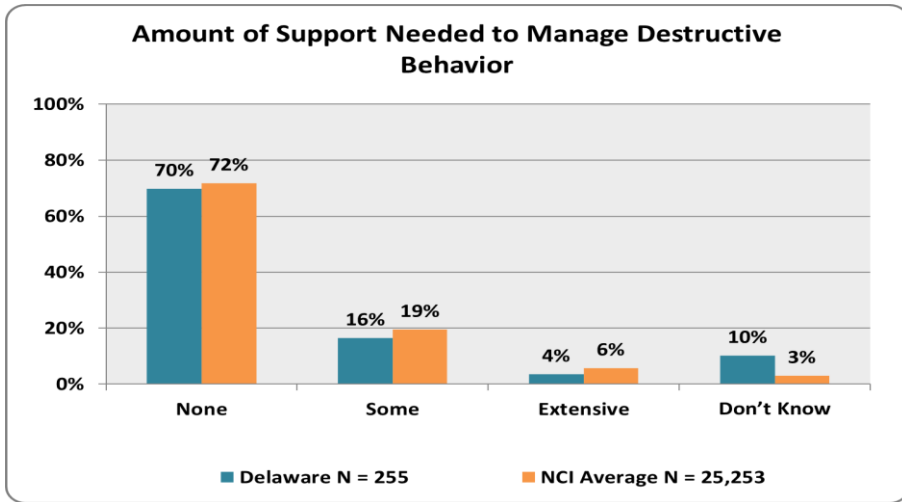 Amount of Support Needed to Manage Destructive
Behavior
100%
80%
60%
40%
20%
0%
70%
72%
16%
19%
4%
6%
10%
3%
None
Some
Extensive
Don’t Know
Delaware N = 255
NCI Average N = 25,253